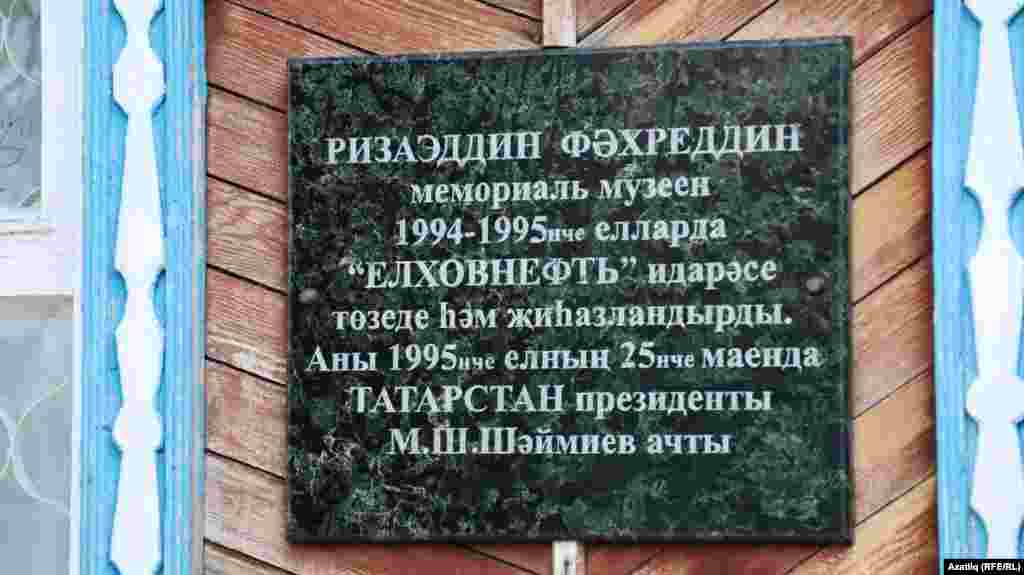 РИЗАЭДДИН ФӘХРЕДДИН
мемориаль музеен
1994-1995нче елларда
“ЕЛХОВНЕФТЬ” идарәсе
төзеде һәм җиһазландырды.
Аны 1995нче елның 25нче маенда
ТАТАРСТАН президенты
М.Ш.Шәймиев ачты
Azatliq (RFE/RL)